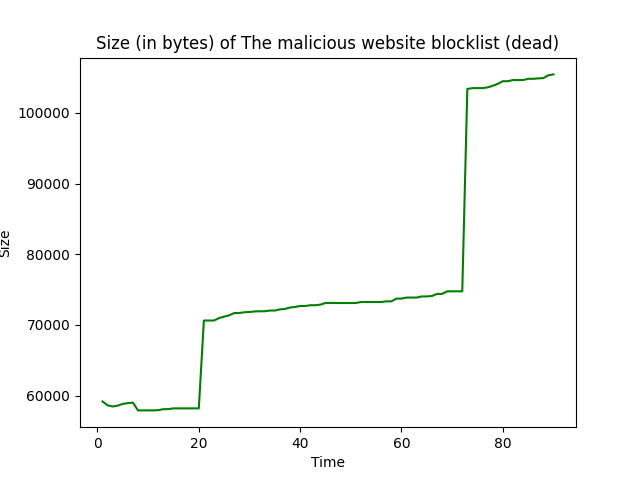 Size (in bytes) of The malicious website blocklist (dead)
100000
90000
80000
70000
60000
Size
0 20 40 60 80
Time